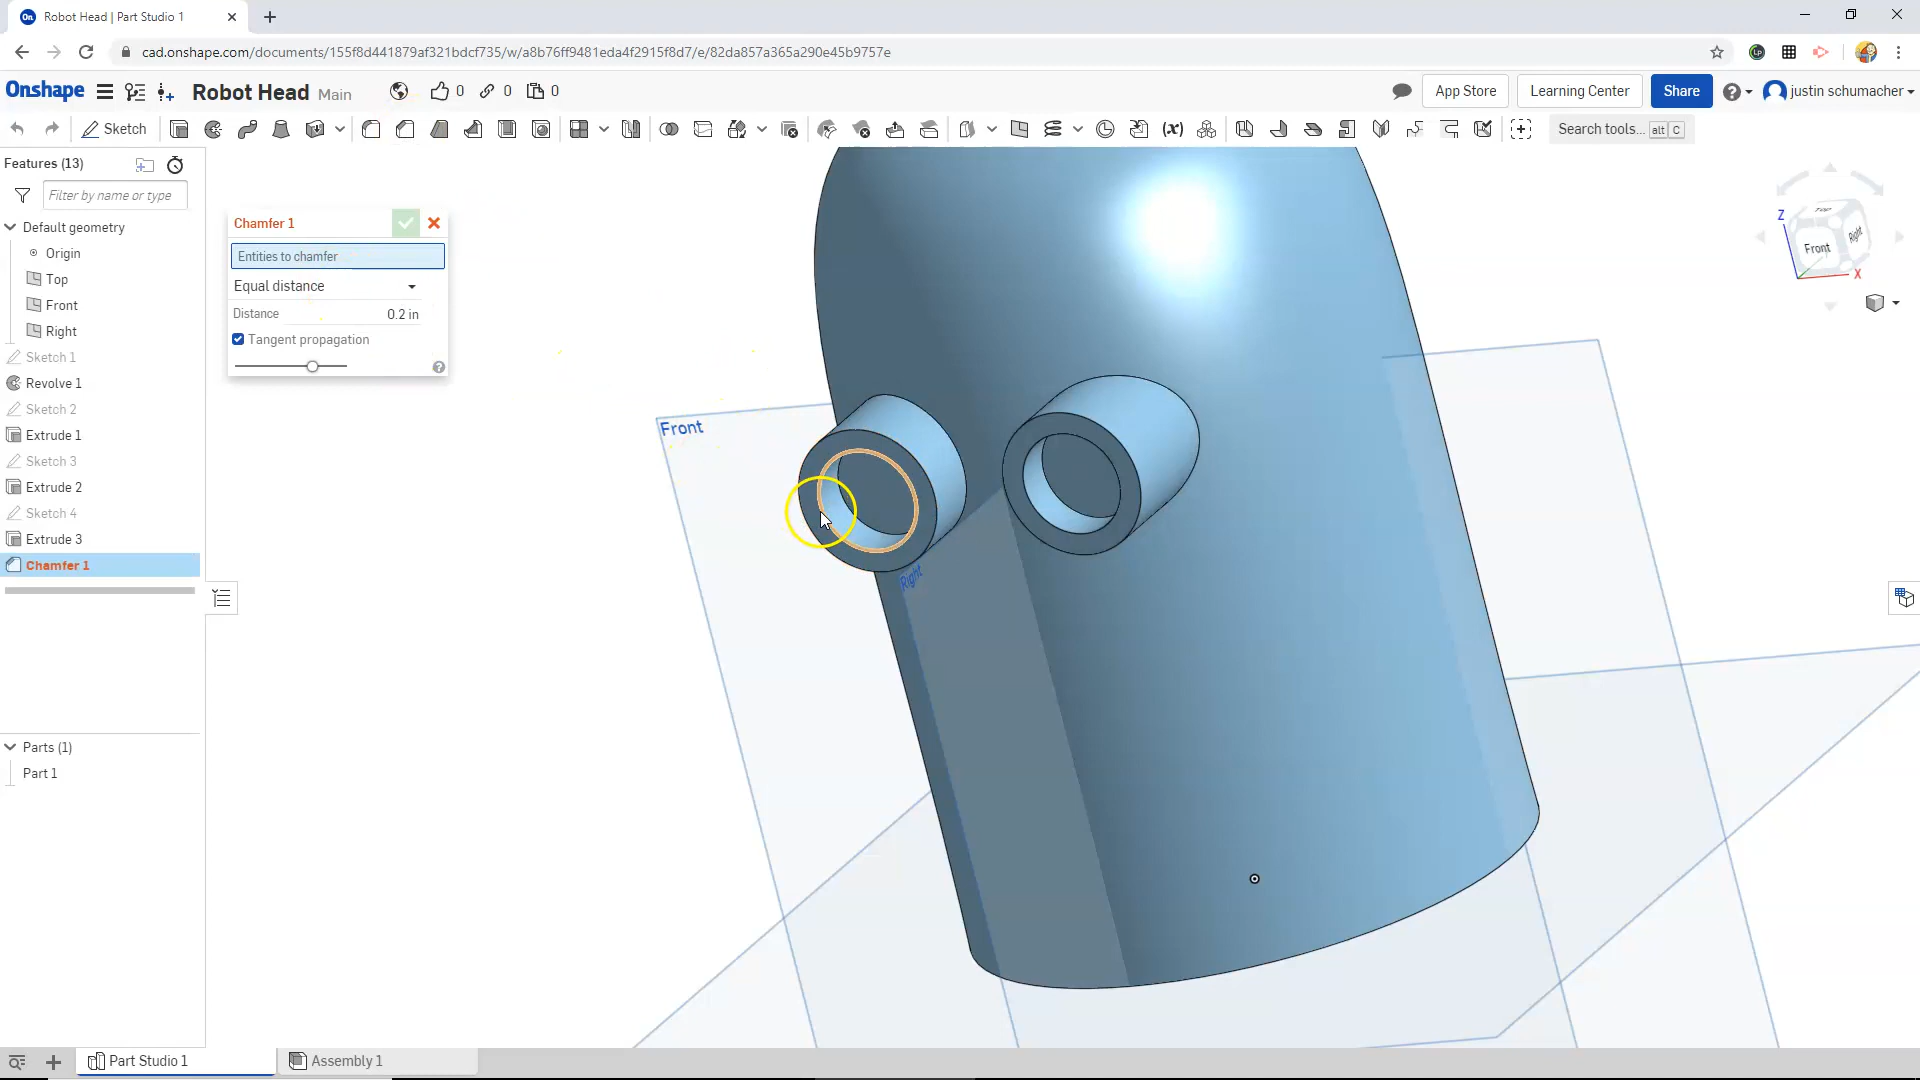 Robot Head | Part Studio 1
cad.onshape.com/documents/155f8d441879af321bdcf735/w/a8b76ff9481eda4f2915f8d7/e/82da857a365a290e45b9757e
Onshape Robot Head Main 0 0 0 App Store Learning Center Share justin schumacher
Sketch (x) Search tools... alt C
Features (13)
Filter by name or type
Default geometry
Origin
Top
Front
Right
Sketch 1
Revolve 1
Sketch 2
Extrude 1
Sketch 3
Extrude 2
Sketch 4
Extrude 3
Chamfer 1
Parts (1)
Part 1
Chamfer 1
Entities to chamfer
Equal distance
Distance 0.2 in
Tangent propagation
Front
Right
Top
Z
Front
Right
X
Part Studio 1
Assembly 1